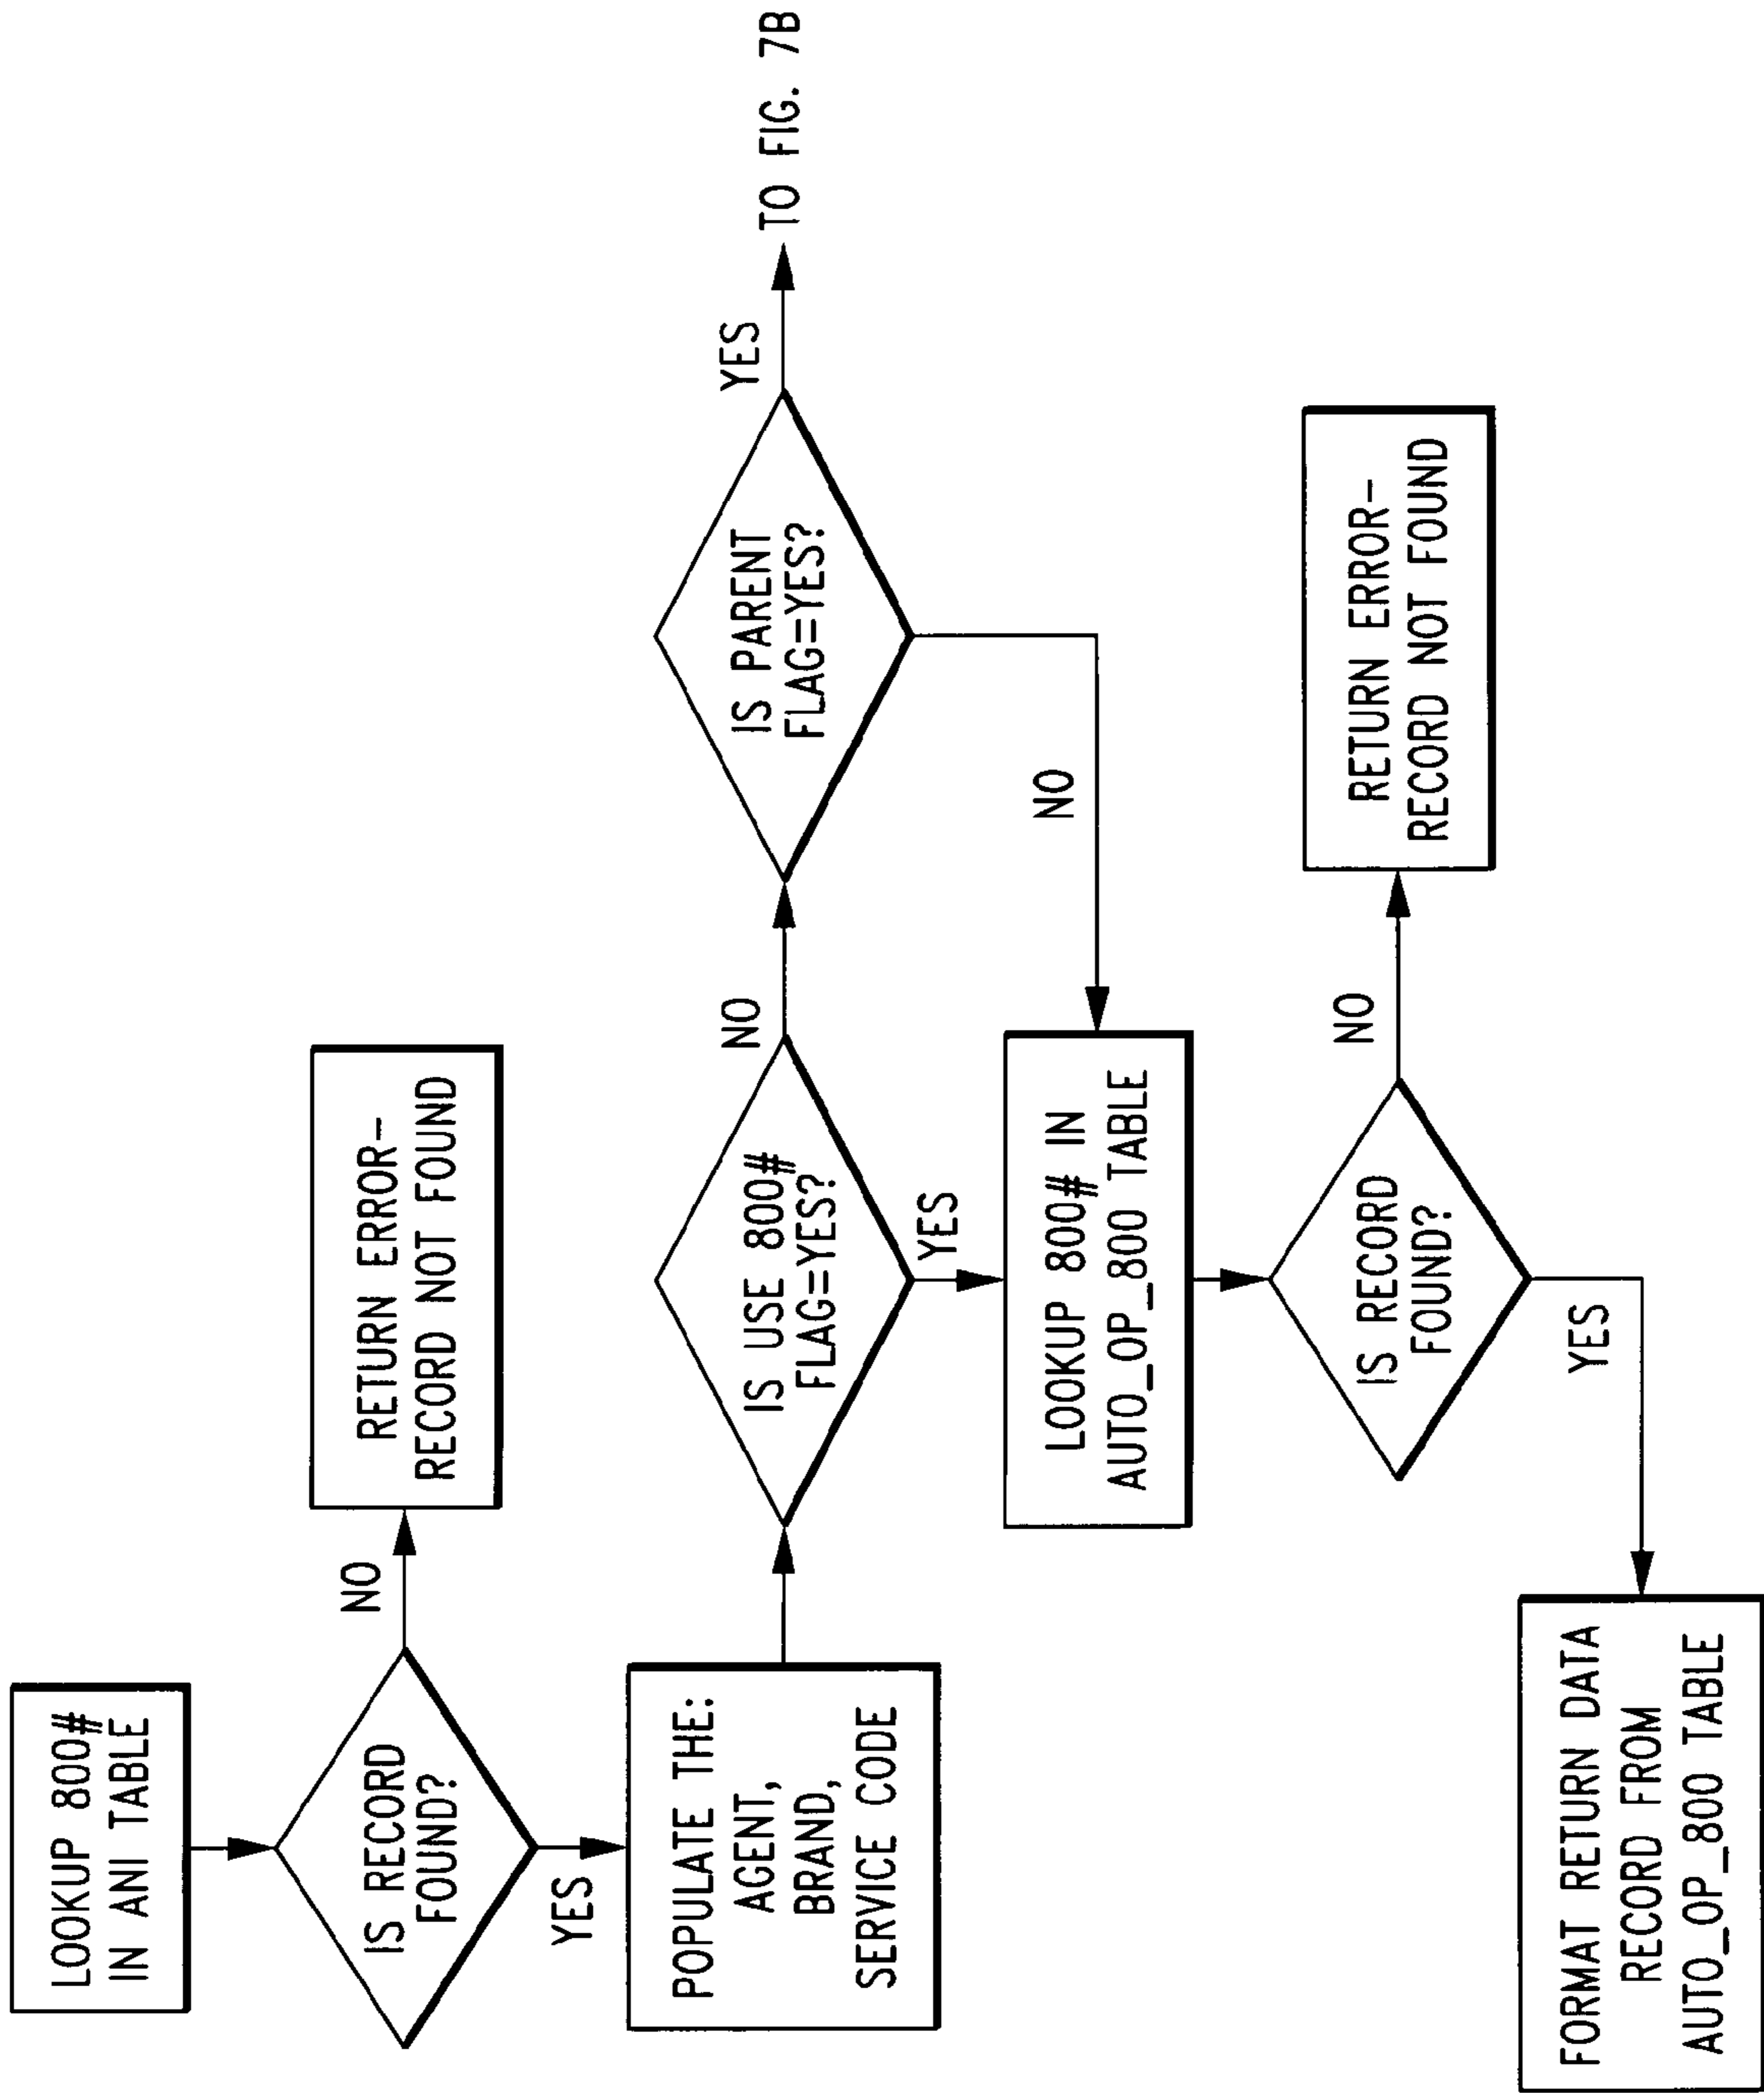 LOOKUP 800#
IN ANI TABLE
IS RECORD
FOUND?
NO
RETURN ERROR-
RECORD NOT FOUND
YES
POPULATE THE:
AGENT,
BRAND,
SERVICE CODE
IS USE 800#
FLAG=YES?
NO
IS PARENT
FLAG=YES?
YES
TO FIG. 7B
YES
NO
LOOKUP 800# IN
AUTO_OP_800 TABLE
IS RECORD
FOUND?
NO
RETURN ERROR-
RECORD NOT FOUND
YES
FORMAT RETURN DATA
RECORD FROM
AUTO_OP_800 TABLE